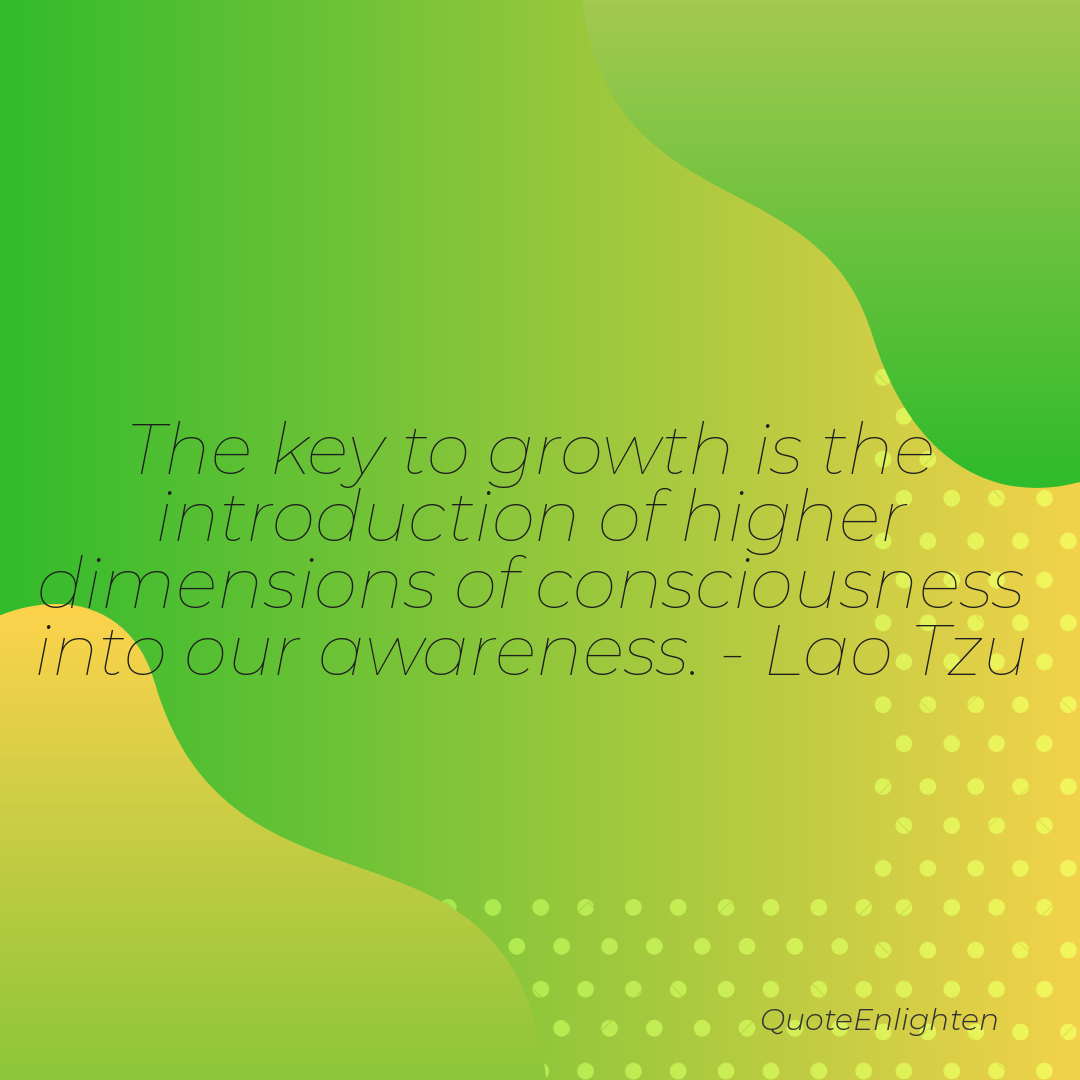 The key to growth is the
introduction of higher
dimensions of consciousness
into our awareness. - Lao Tzu
QuoteEnlighten